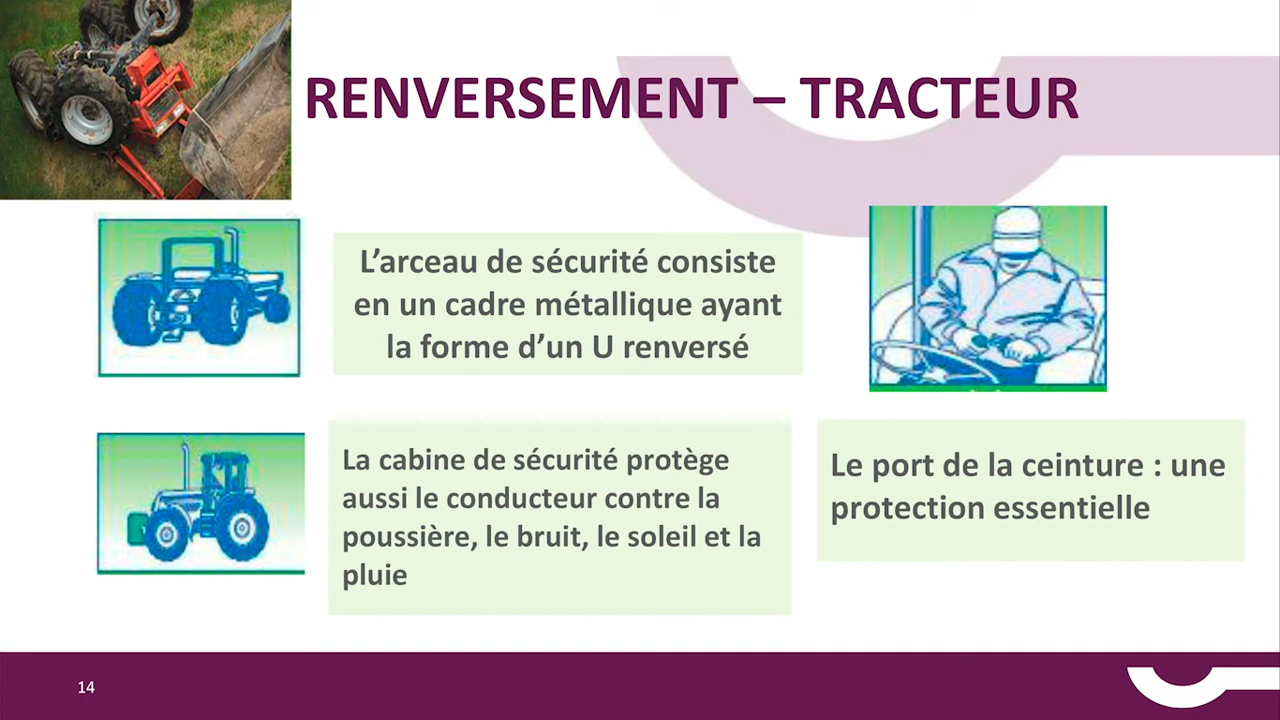 RENVERSEMENT – TRACTEUR
L’arceau de sécurité consiste
en un cadre métallique ayant
la forme d’un U renversé
La cabine de sécurité protège
aussi le conducteur contre la
poussière, le bruit, le soleil et la
pluie
Le port de la ceinture : une
protection essentielle
14